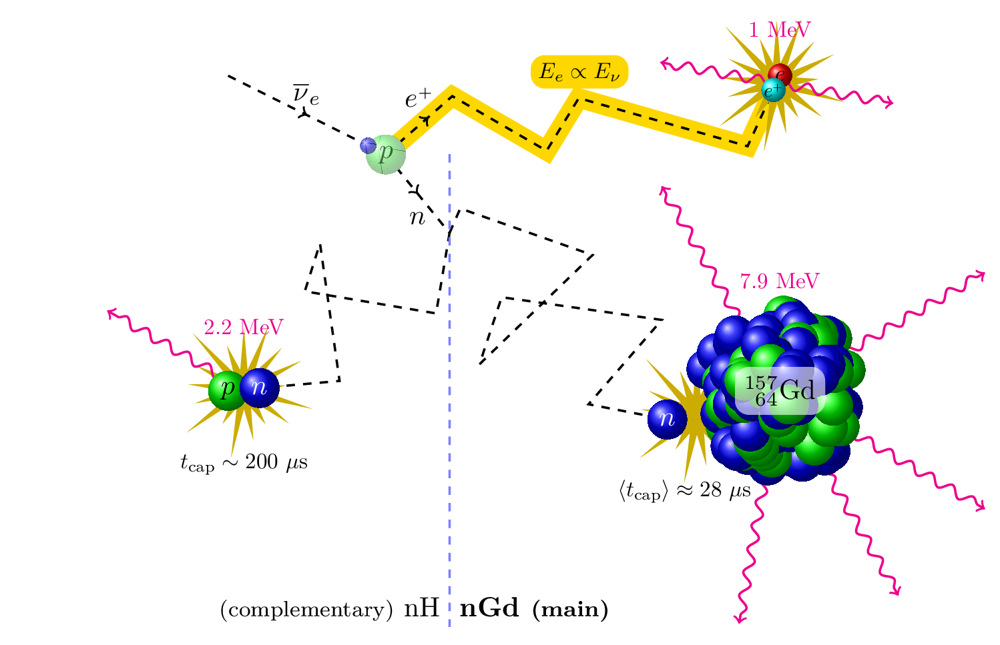 1 MeV
E_e ∝ E_ν
e
e⁺
ν̅_e
e⁺
p
n
7.9 MeV
2.2 MeV
p n
¹⁵⁷₆₄Gd
n
t_cap ∼ 200 μs
⟨t_cap⟩ ≈ 28 μs
(complementary) nH nGd (main)